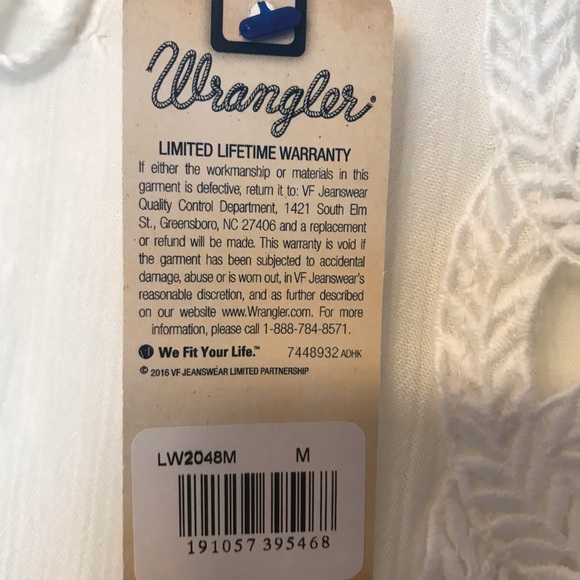 Wrangler
LIMITED LIFETIME WARRANTY
If either the workmanship or materials in this
garment is defective, return it to: VF Jeanswear
Quality Control Department, 1421 South Elm
St., Greensboro, NC 27406 and a replacement
or refund will be made. This warranty is void if
the garment has been subjected to accidental
damage, abuse or is worn out, in VF Jeanswear's
reasonable discretion, and as further described
on our website www.Wrangler.com. For more
information, please call 1-888-784-8571.
We Fit Your Life.™ 7448932 ADHK
© 2016 VF JEANSWEAR LIMITED PARTNERSHIP
LW2048M M
191057 395468